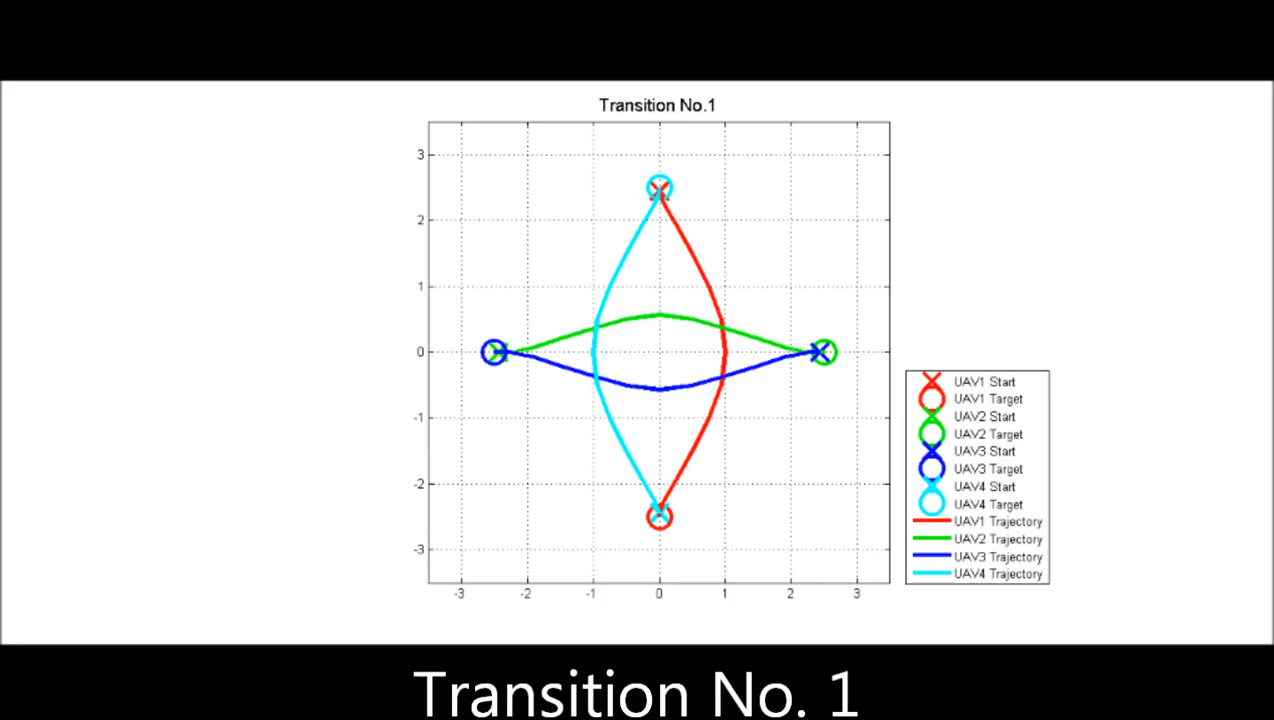 Transition No.1
3
2
1
0
-1
-2
-3
-3 -2 -1 0 1 2 3
UAV1 Start
UAV1 Target
UAV2 Start
UAV2 Target
UAV3 Start
UAV3 Target
UAV4 Start
UAV4 Target
UAV1 Trajectory
UAV2 Trajectory
UAV3 Trajectory
UAV4 Trajectory
Transition No. 1